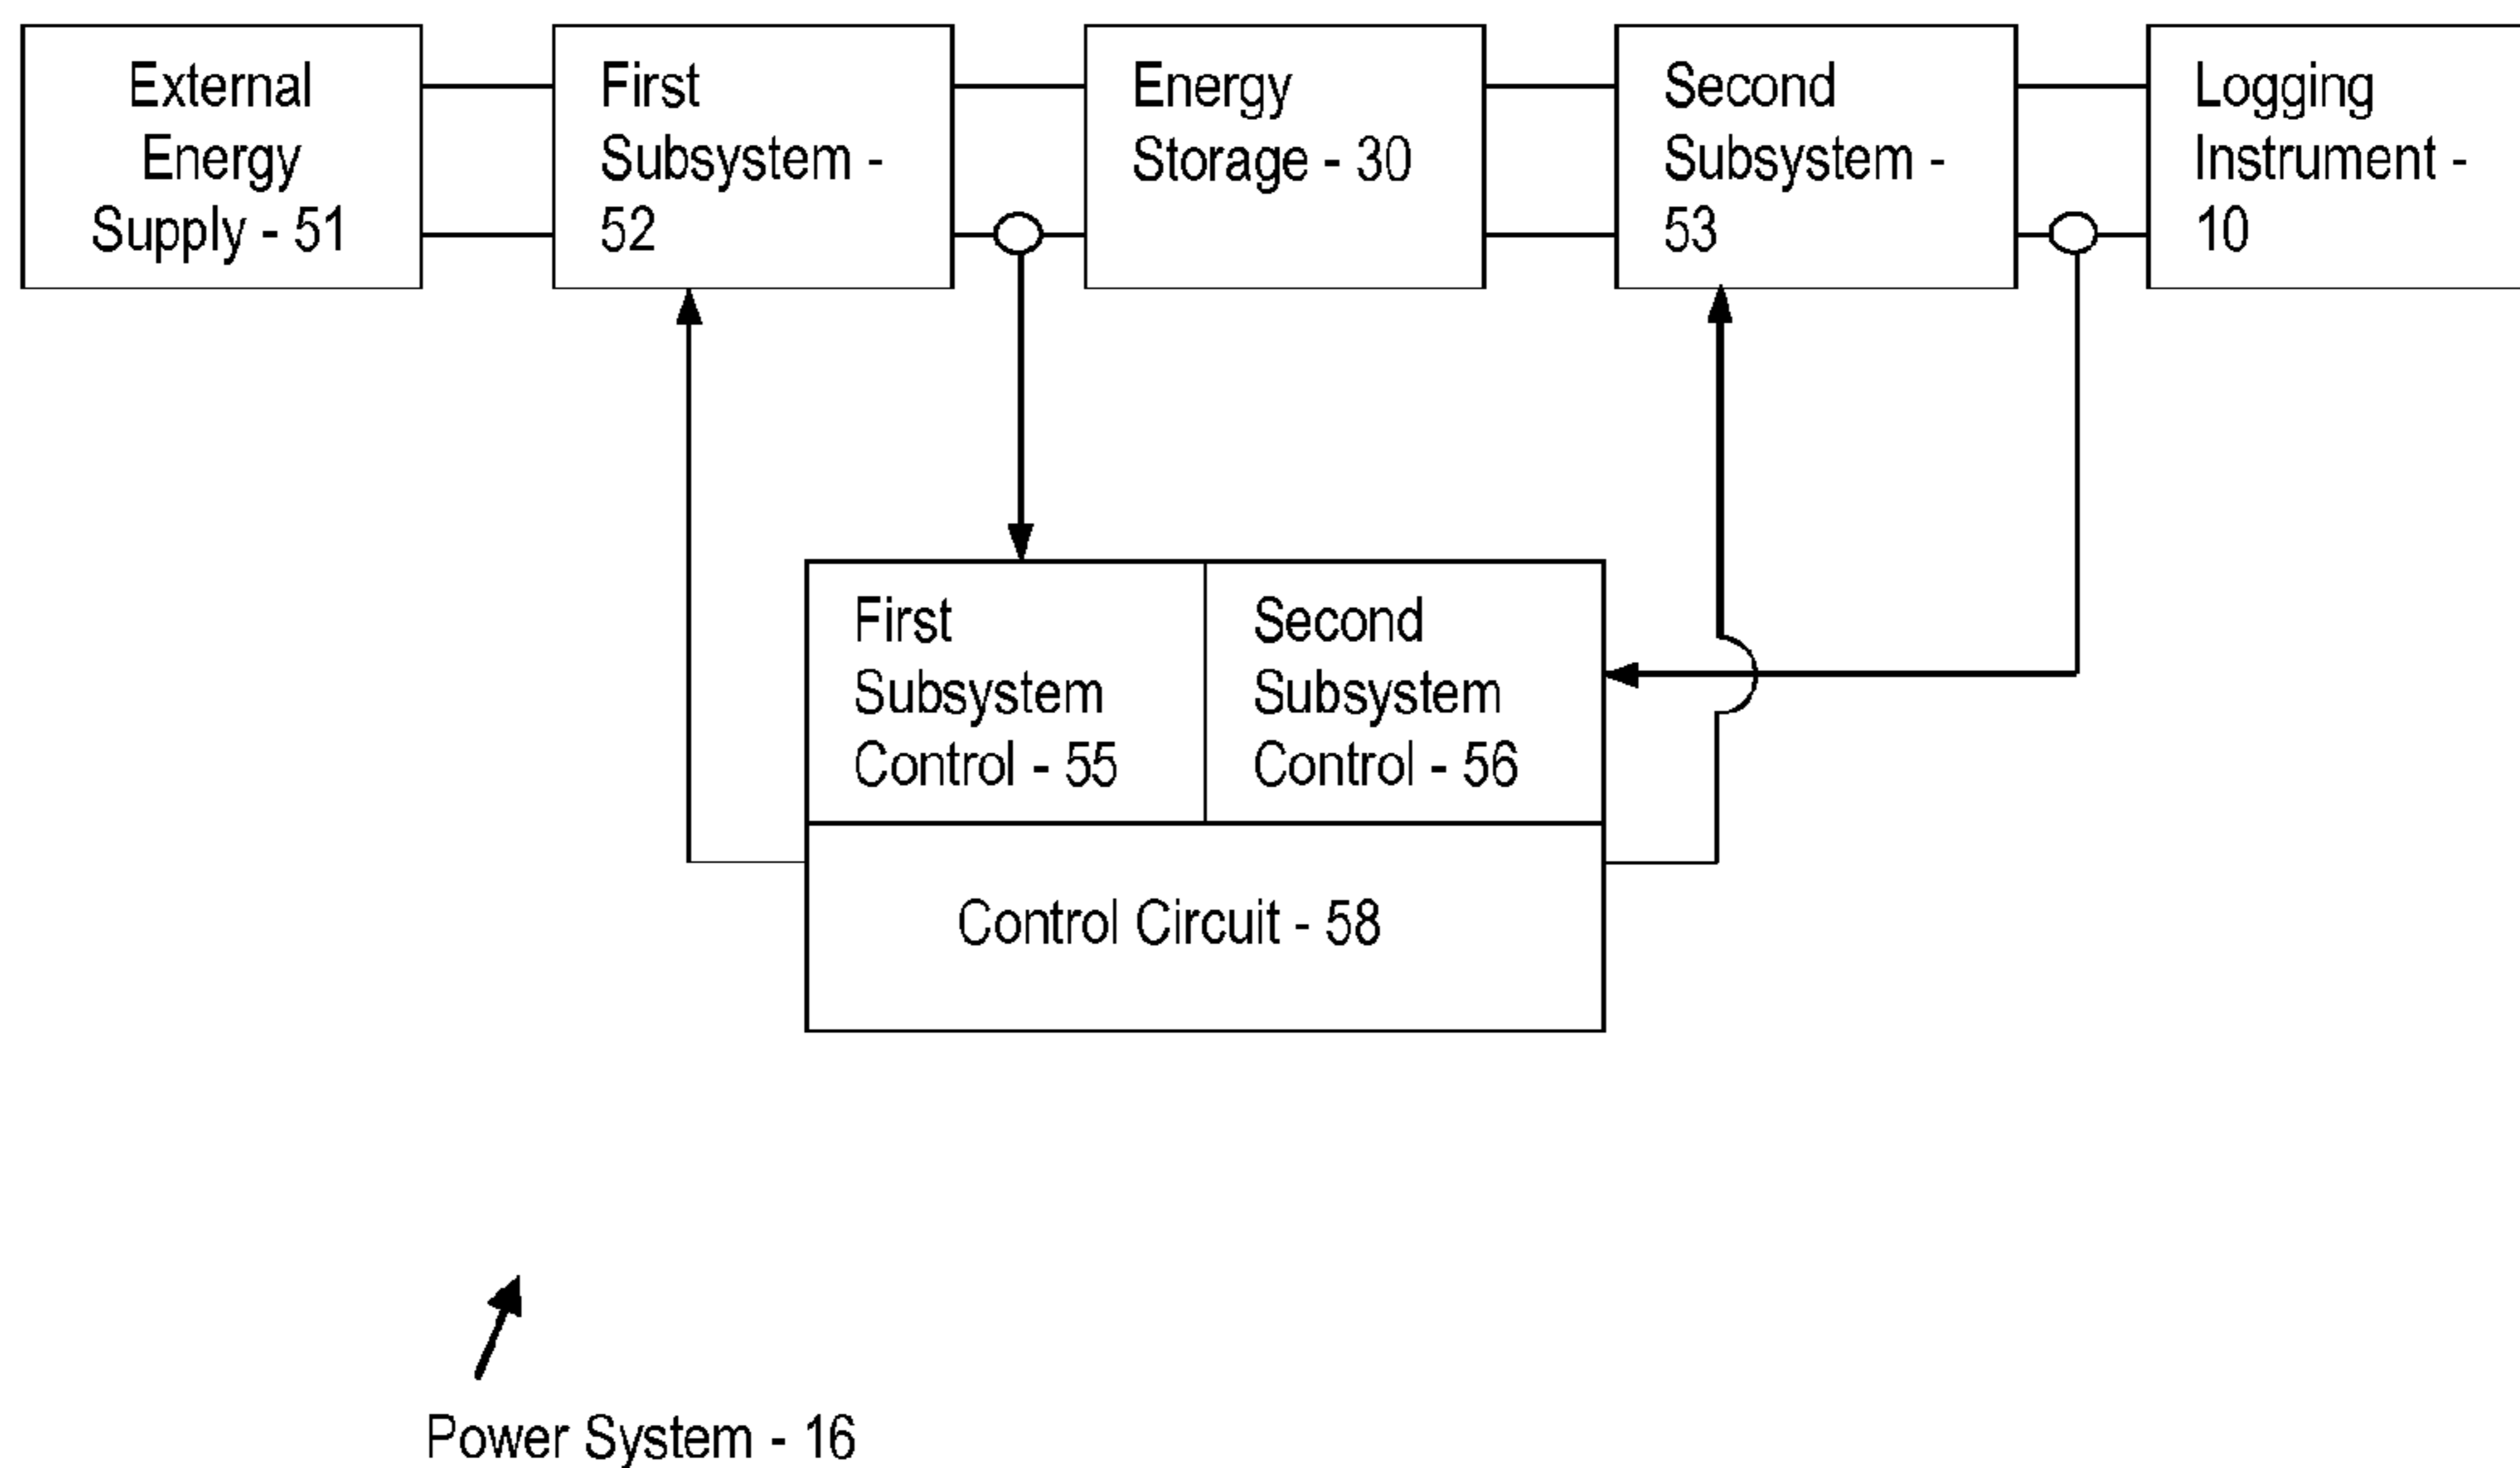 External
Energy
Supply - 51
First
Subsystem -
52
Energy
Storage - 30
Second
Subsystem -
53
Logging
Instrument -
10
First
Subsystem
Control - 55
Second
Subsystem
Control - 56
Control Circuit - 58
Power System - 16